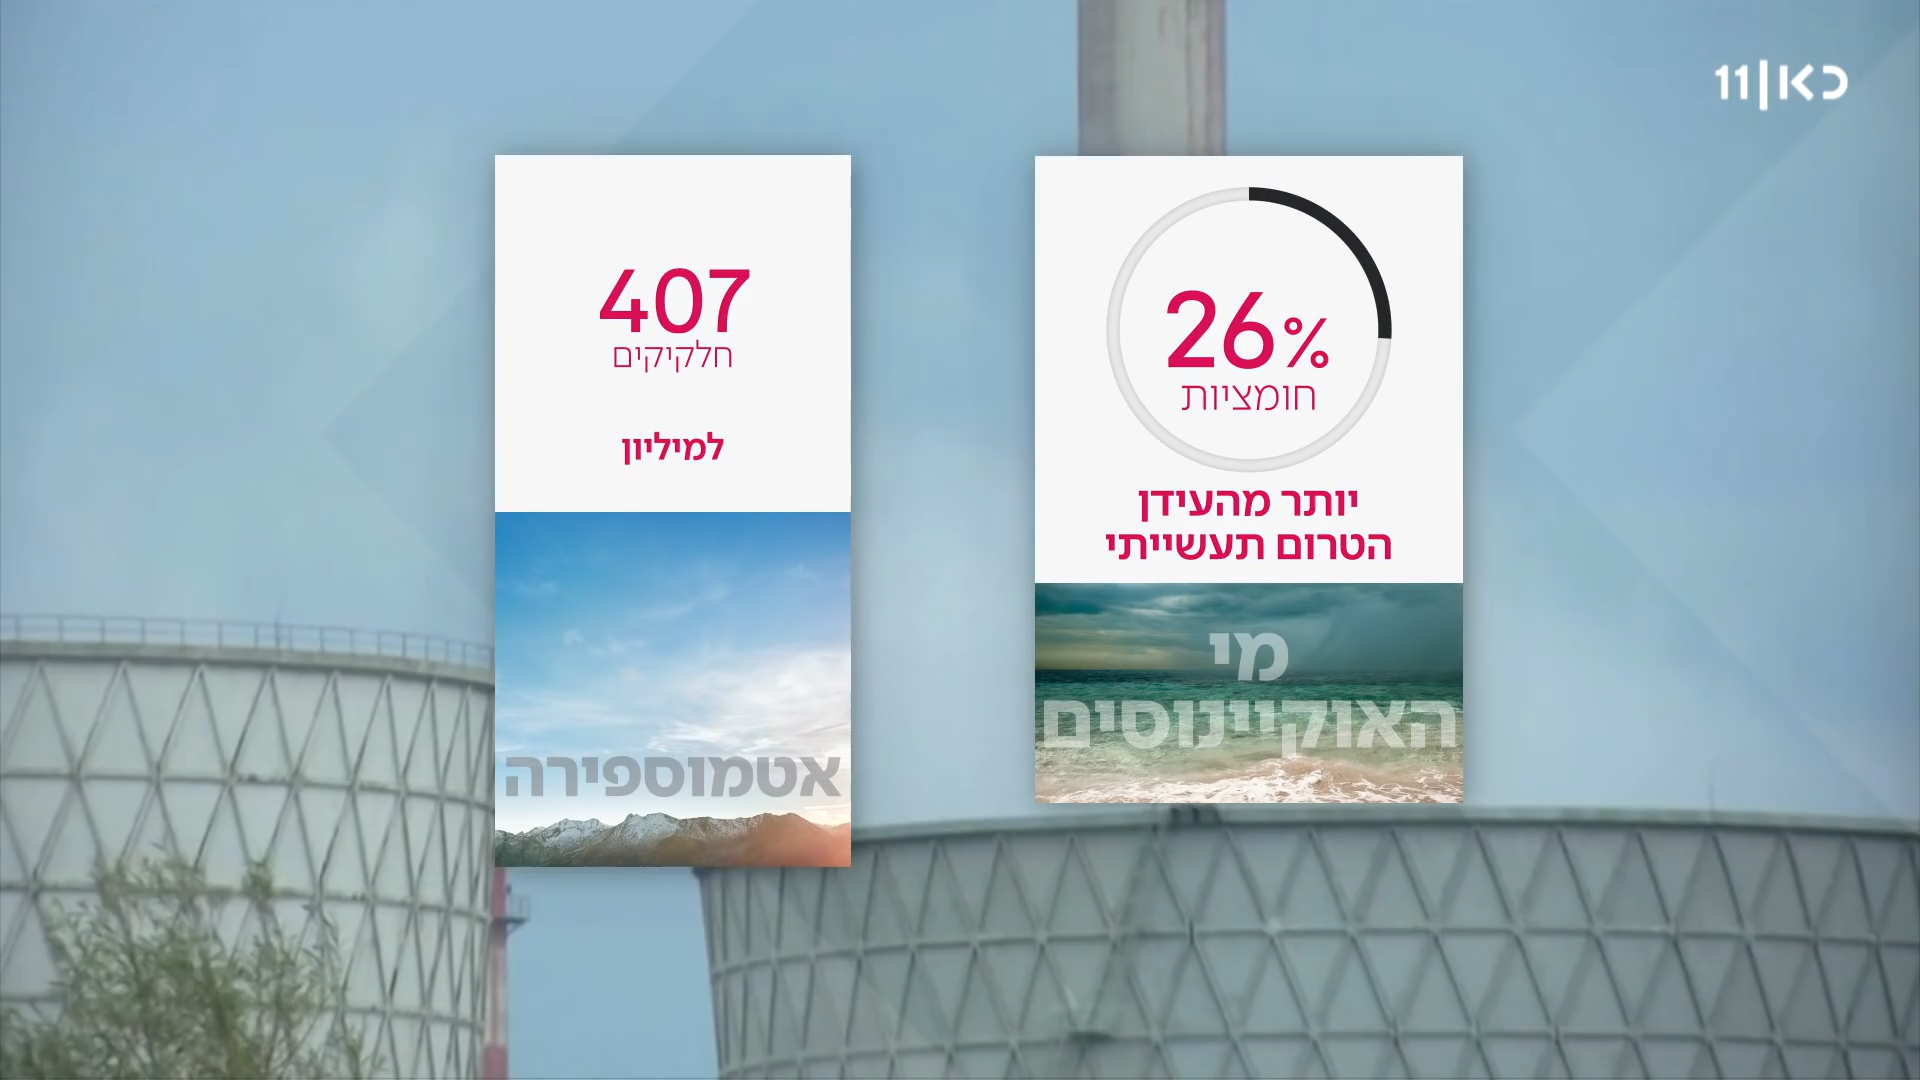 כאן|11
26%
חומציות
יותר מהעידן
הטרום תעשייתי
מי
האוקיינוסים
407
חלקיקים
למיליון
אטמוספירה